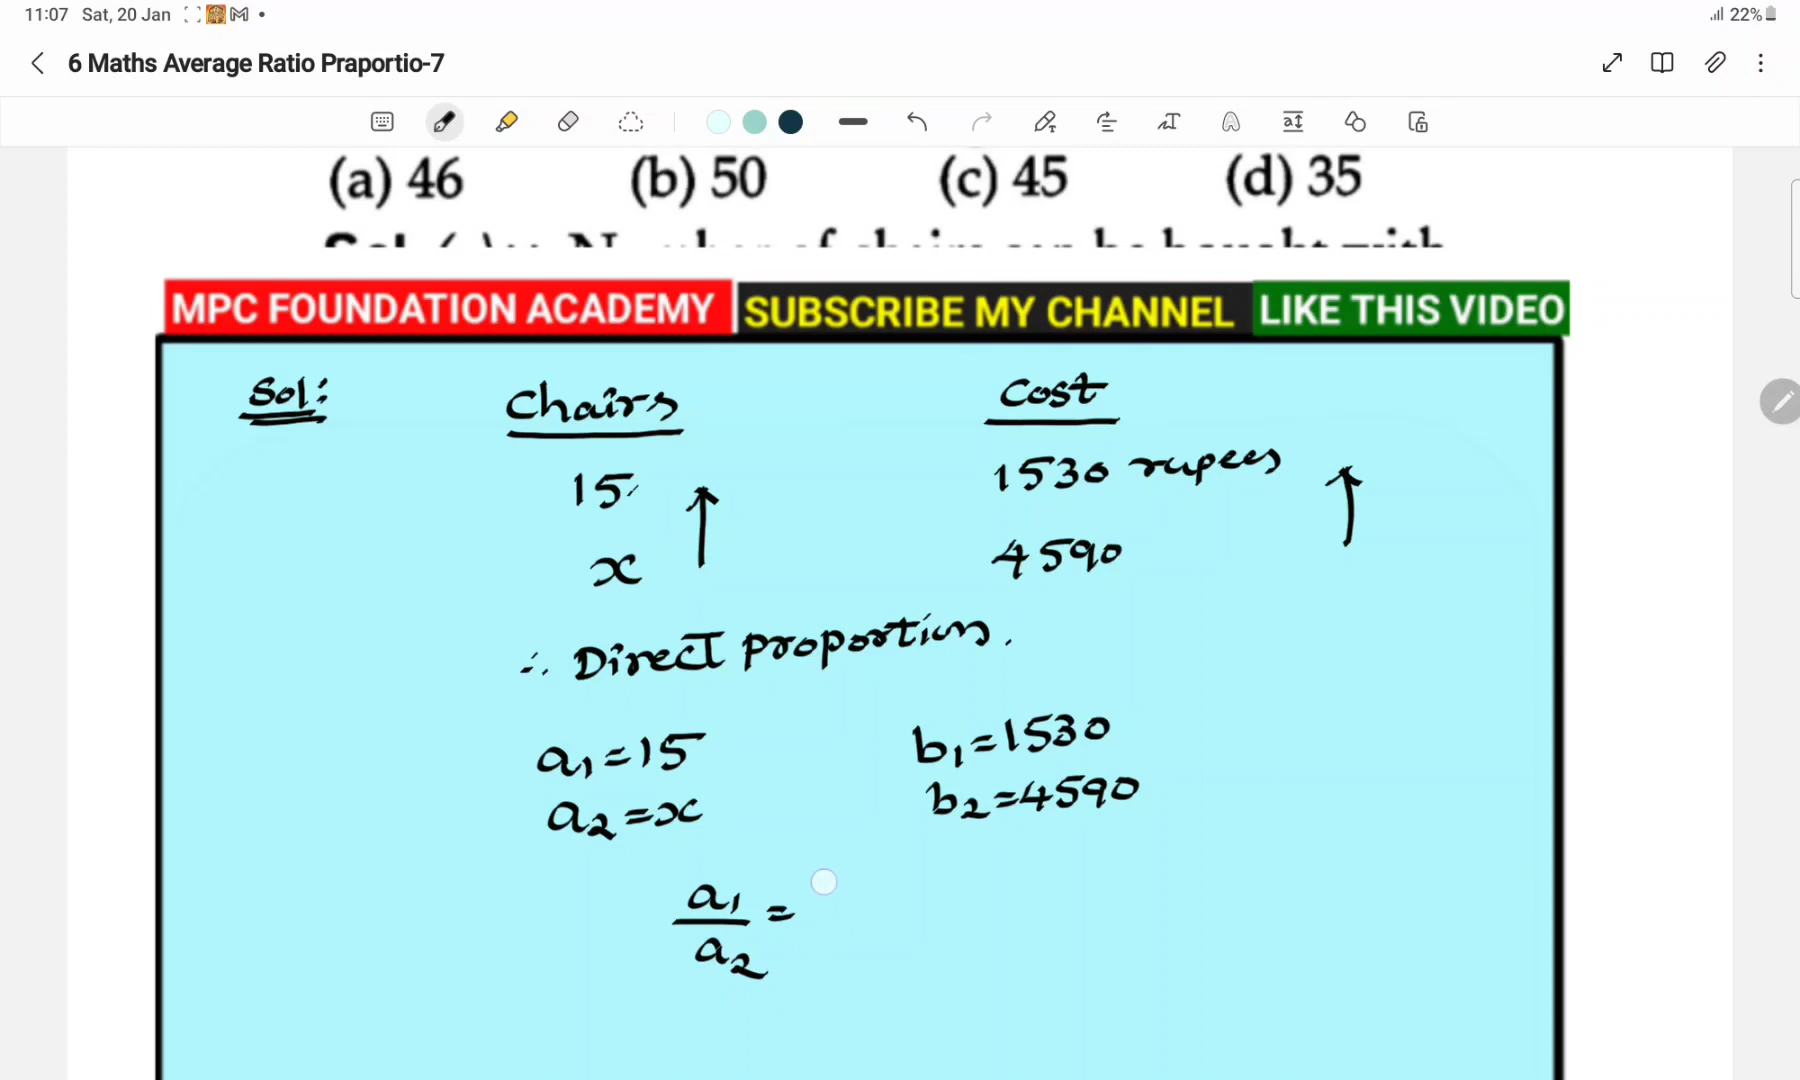 11:07 Sat, 20 Jan
22%
6 Maths Average Ratio Praportio-7
(a) 46 (b) 50 (c) 45 (d) 35
MPC FOUNDATION ACADEMY SUBSCRIBE MY CHANNEL LIKE THIS VIDEO
Sol: Chairs Cost
15 ↑ 1530 rupees ↑
x 4590
∴ Direct proportion.
a₁=15 b₁=1530
a₂=x b₂=4590
a₁/a₂ =